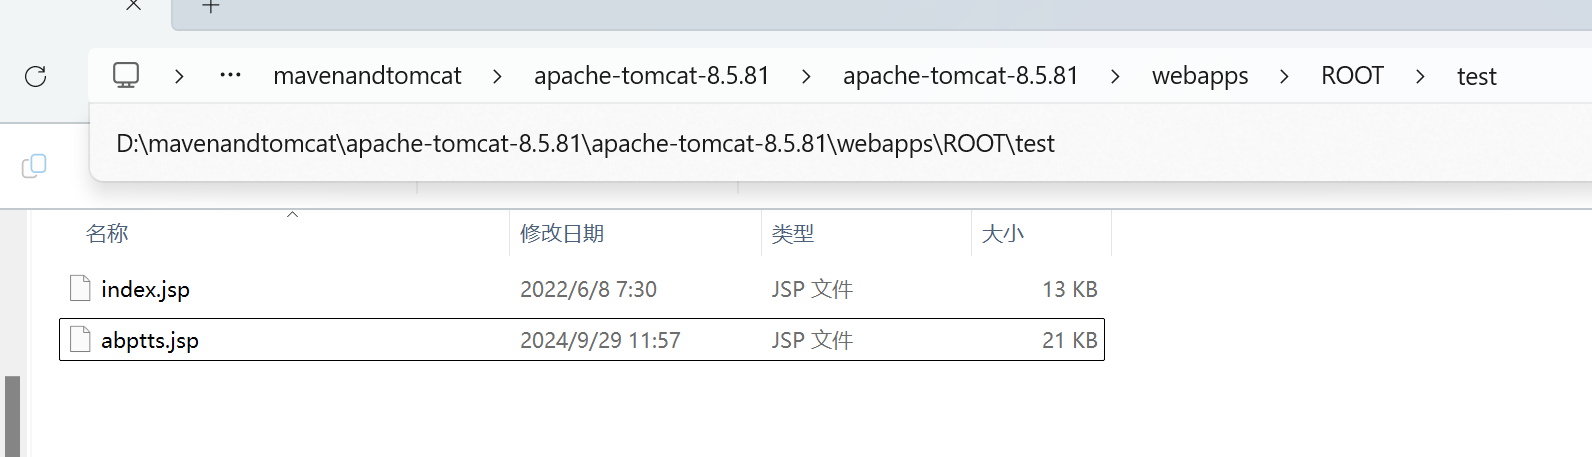 mavenandtomcat > apache-tomcat-8.5.81 > apache-tomcat-8.5.81 > webapps > ROOT > test
D:\mavenandtomcat\apache-tomcat-8.5.81\apache-tomcat-8.5.81\webapps\ROOT\test
名称 修改日期 类型 大小
index.jsp 2022/6/8 7:30 JSP 文件 13 KB
abptts.jsp 2024/9/29 11:57 JSP 文件 21 KB